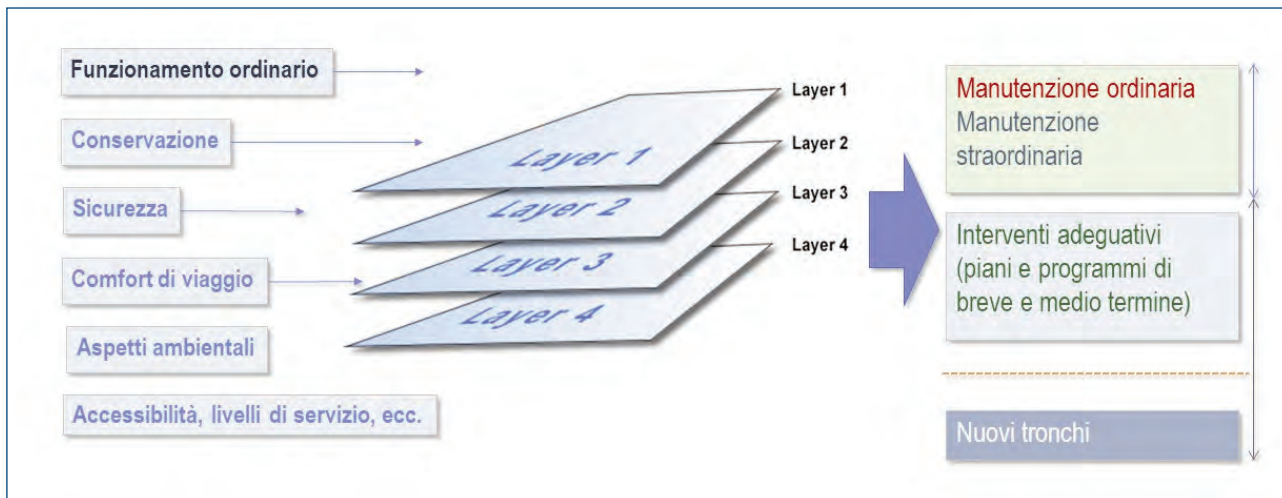 Funzionamento ordinario
Conservazione
Sicurezza
Comfort di viaggio
Aspetti ambientali
Accessibilità, livelli di servizio, ecc.
Layer 1
Layer 1
Layer 2
Layer 2
Layer 3
Layer 3
Layer 4
Layer 4
Manutenzione ordinaria
Manutenzione
straordinaria
Interventi adeguativi
(piani e programmi di
breve e medio termine)
Nuovi tronchi